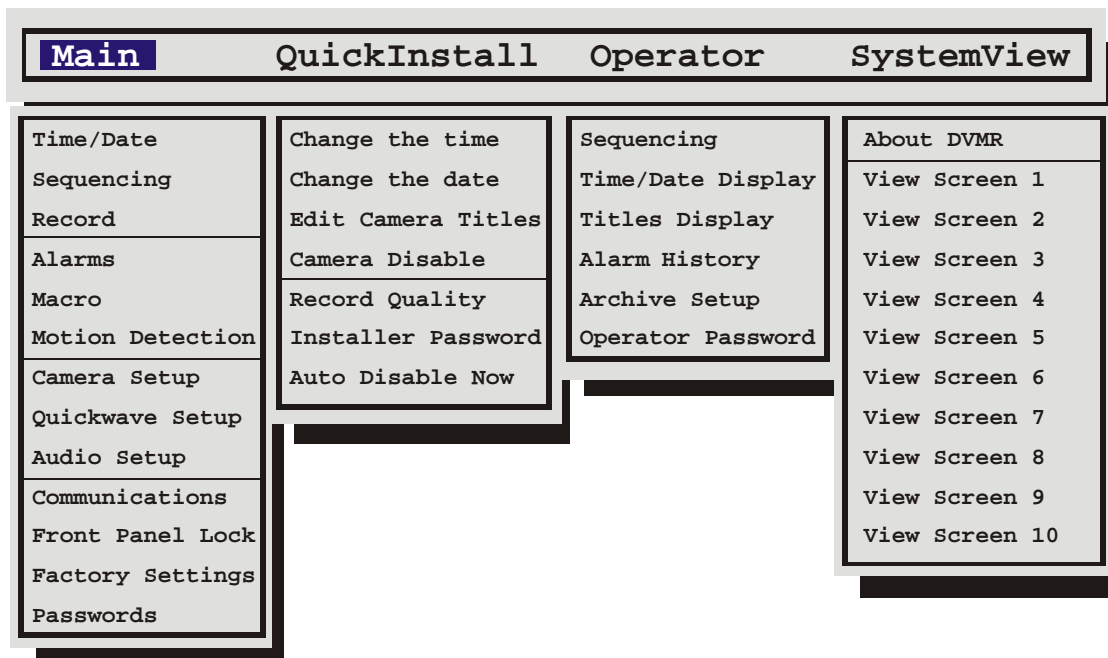 Main QuickInstall Operator SystemView
Time/Date
Sequencing
Record
Alarms
Macro
Motion Detection
Camera Setup
Quickwave Setup
Audio Setup
Communications
Front Panel Lock
Factory Settings
Passwords
Change the time
Change the date
Edit Camera Titles
Camera Disable
Record Quality
Installer Password
Auto Disable Now
Sequencing
Time/Date Display
Titles Display
Alarm History
Archive Setup
Operator Password
About DVMR
View Screen 1
View Screen 2
View Screen 3
View Screen 4
View Screen 5
View Screen 6
View Screen 7
View Screen 8
View Screen 9
View Screen 10